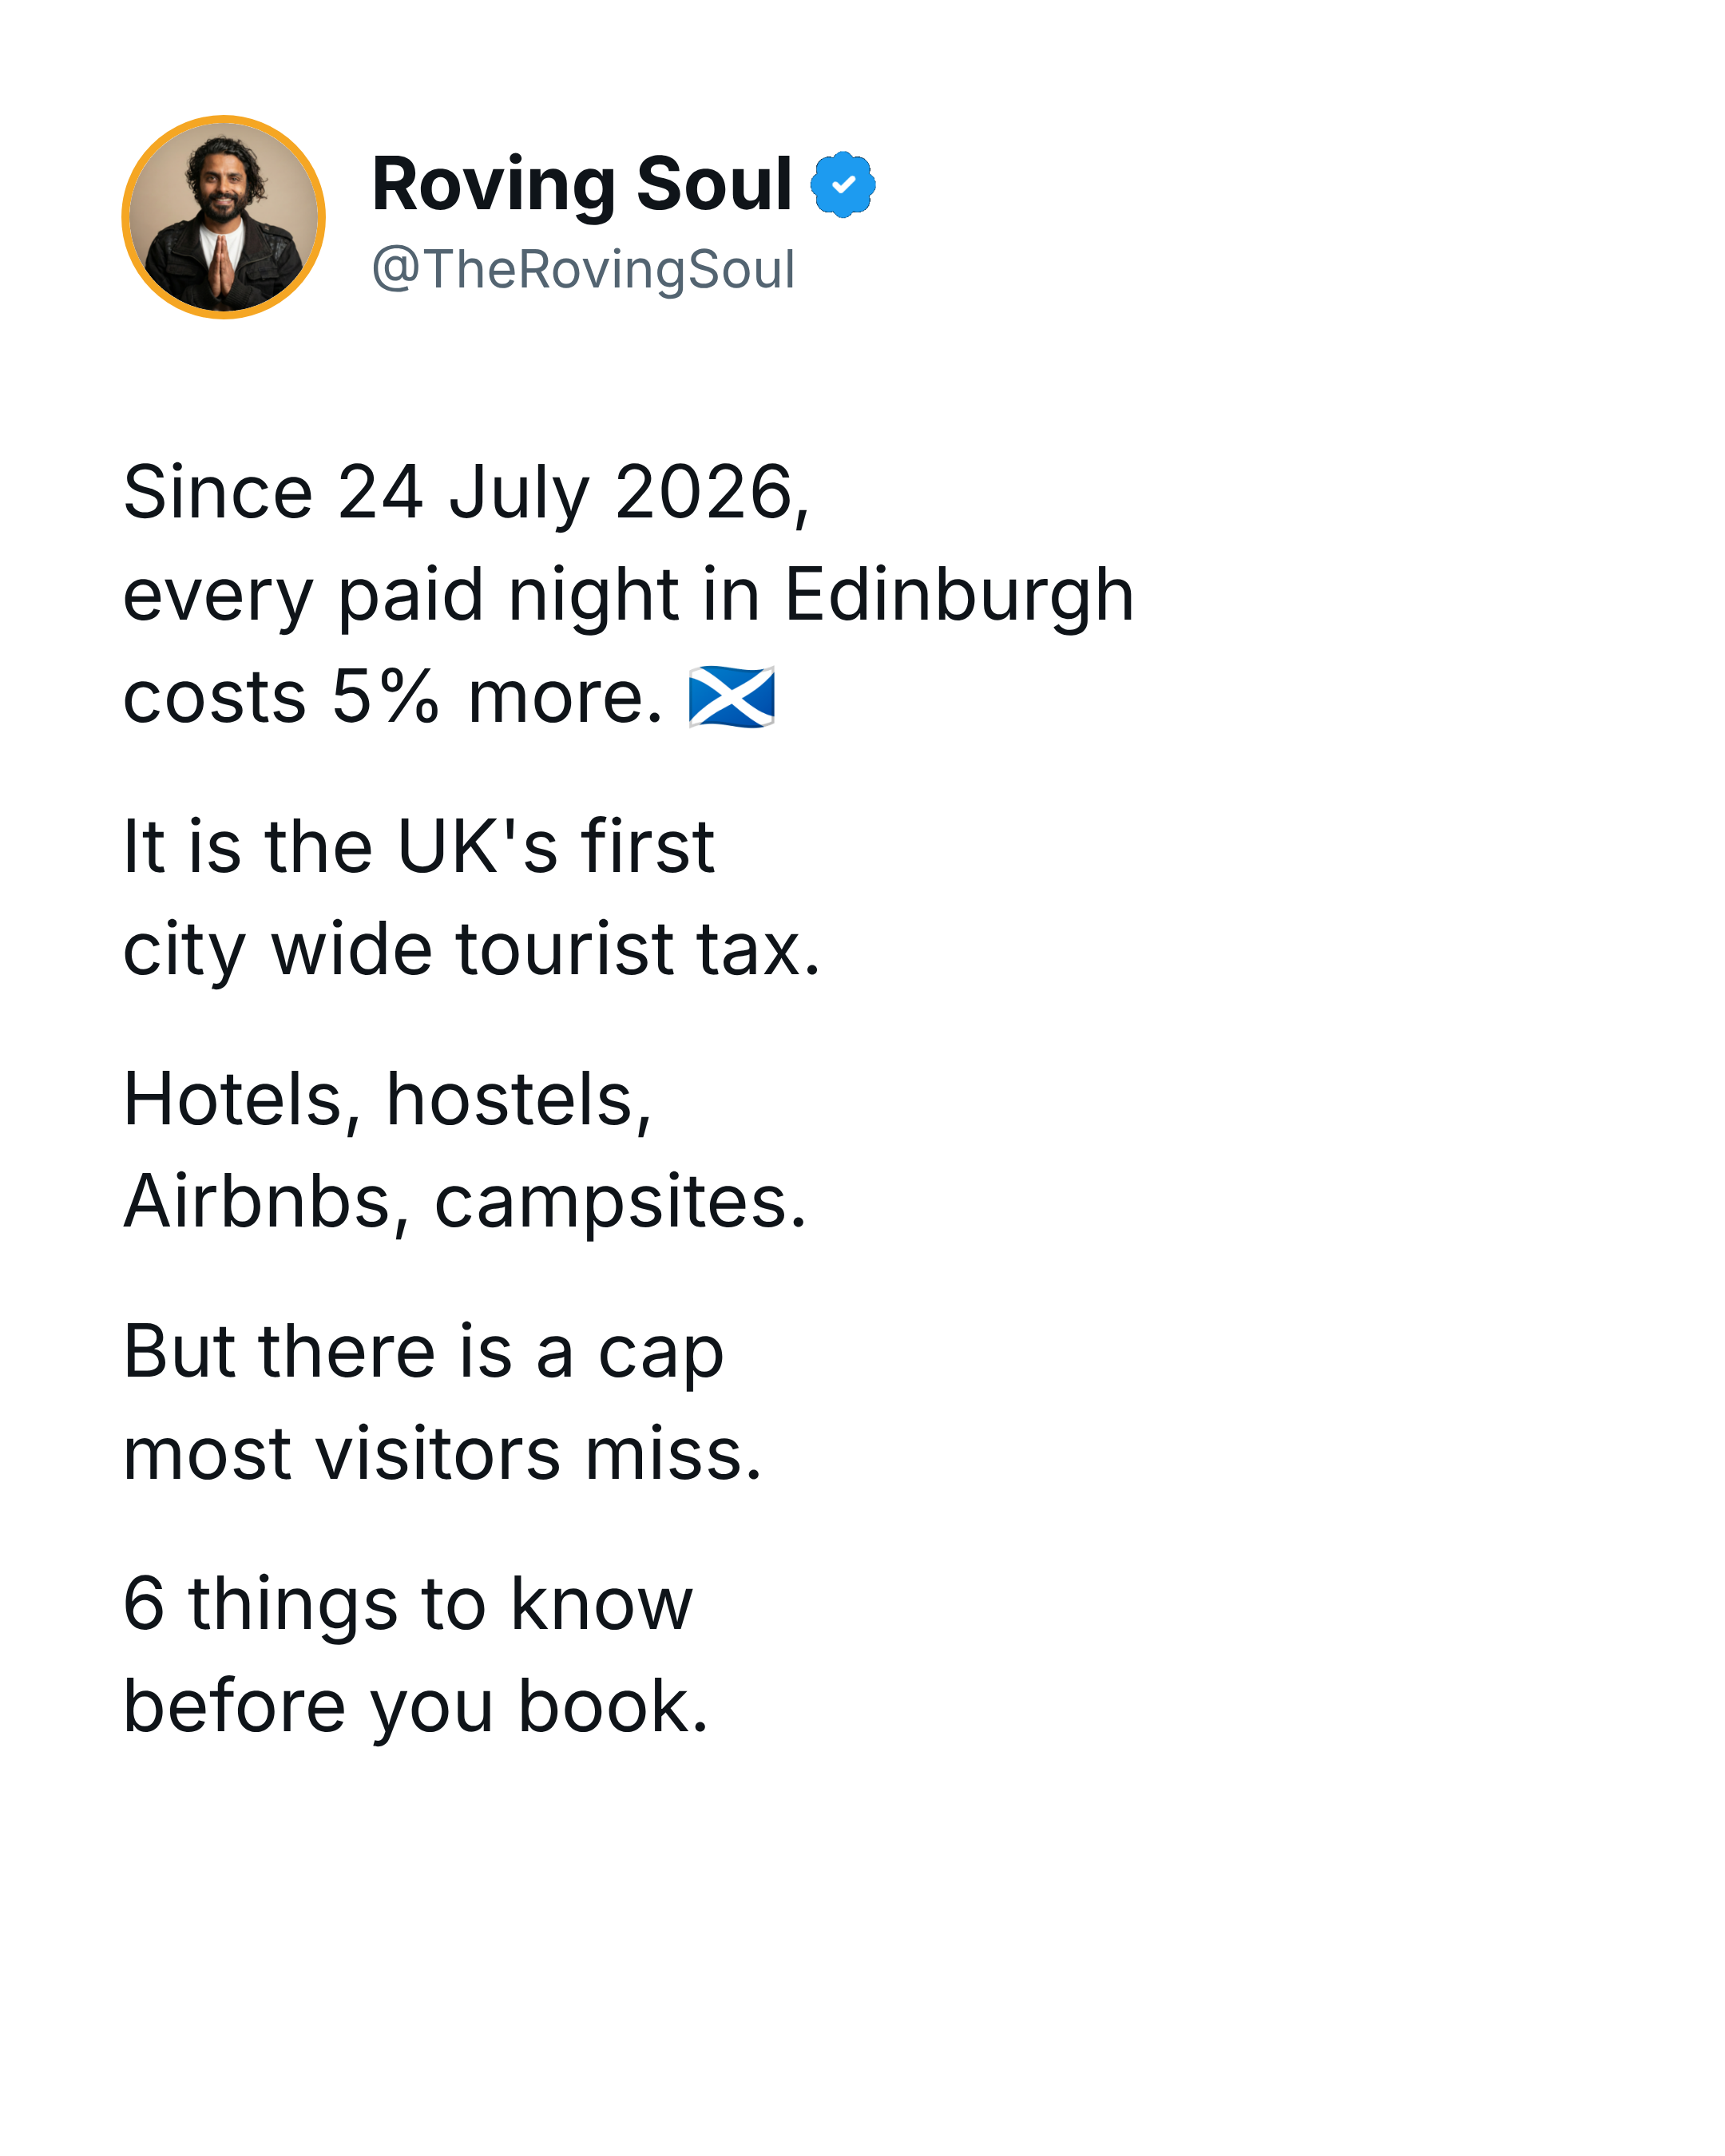 Roving Soul
@TheRovingSoul
Since 24 July 2026,
every paid night in Edinburgh
costs 5% more. 🏴󠁧󠁢󠁳󠁣󠁴󠁿
It is the UK's first
city wide tourist tax.
Hotels, hostels,
Airbnbs, campsites.
But there is a cap
most visitors miss.
6 things to know
before you book.